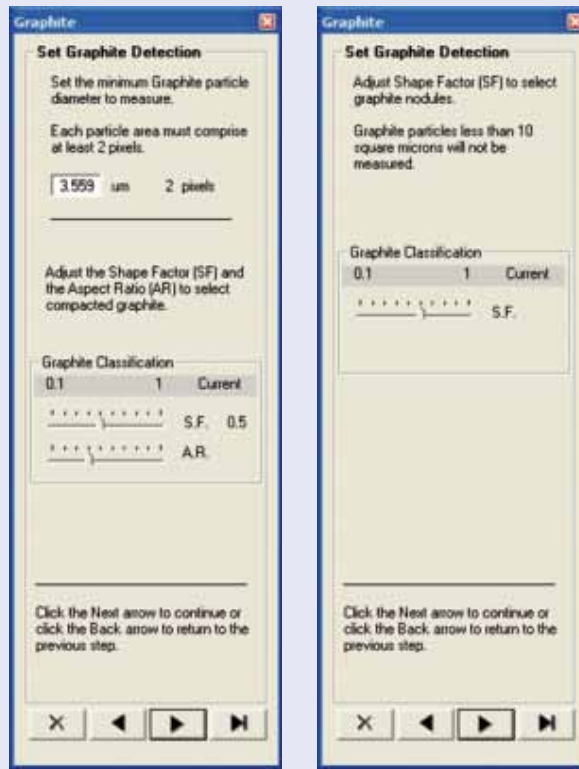 Graphite
Set Graphite Detection
Set the minimum Graphite particle
diameter to measure.
Each particle area must comprise
at least 2 pixels.
3.559 um 2 pixels
Adjust the Shape Factor (SF) and
the Aspect Ratio (AR) to select
compacted graphite.
Graphite Classification
0.1 1 Current
S.F. 0.5
A.R.
Click the Next arrow to continue or
click the Back arrow to return to the
previous step.
Graphite
Set Graphite Detection
Adjust Shape Factor (SF) to select
graphite nodules.
Graphite particles less than 10
square microns will not be
measured.
Graphite Classification
0.1 1 Current
S.F.
Click the Next arrow to continue or
click the Back arrow to return to the
previous step.